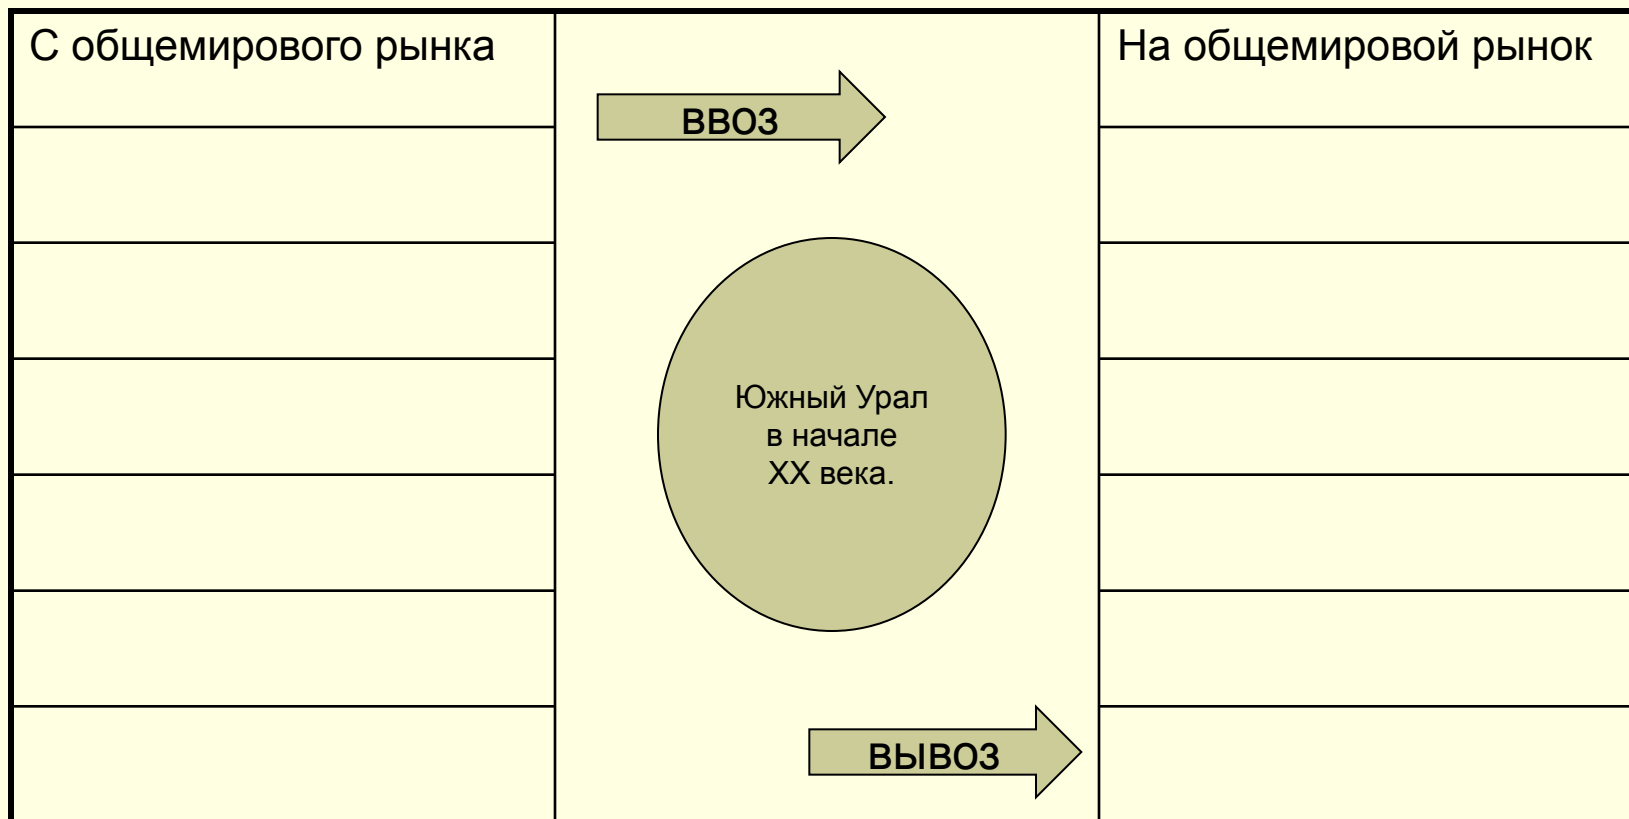 С общемирового рынка
На общемировой рынок
ВВОЗ
Южный Урал
в начале
XX века.
ВЫВОЗ